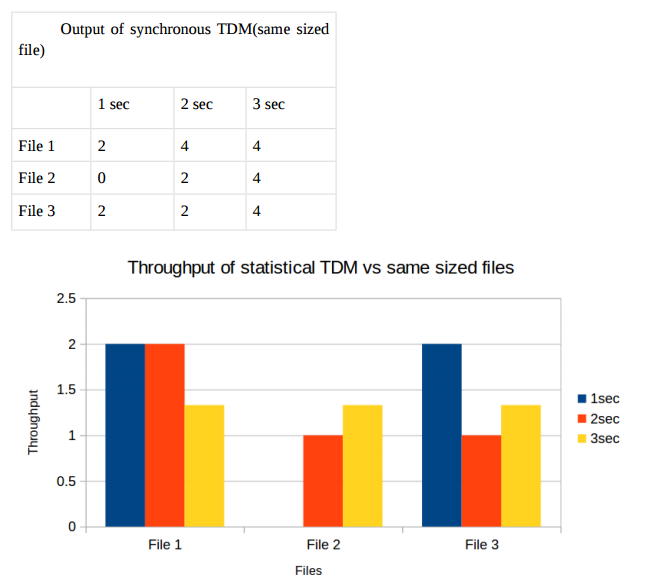 Output of synchronous TDM(same sized
file)
1 sec 2 sec 3 sec
File 1 2 4 4
File 2 0 2 4
File 3 2 2 4
Throughput of statistical TDM vs same sized files
2.5
2
1.5
1
0.5
0
Throughput
File 1 File 2 File 3
Files
1sec
2sec
3sec